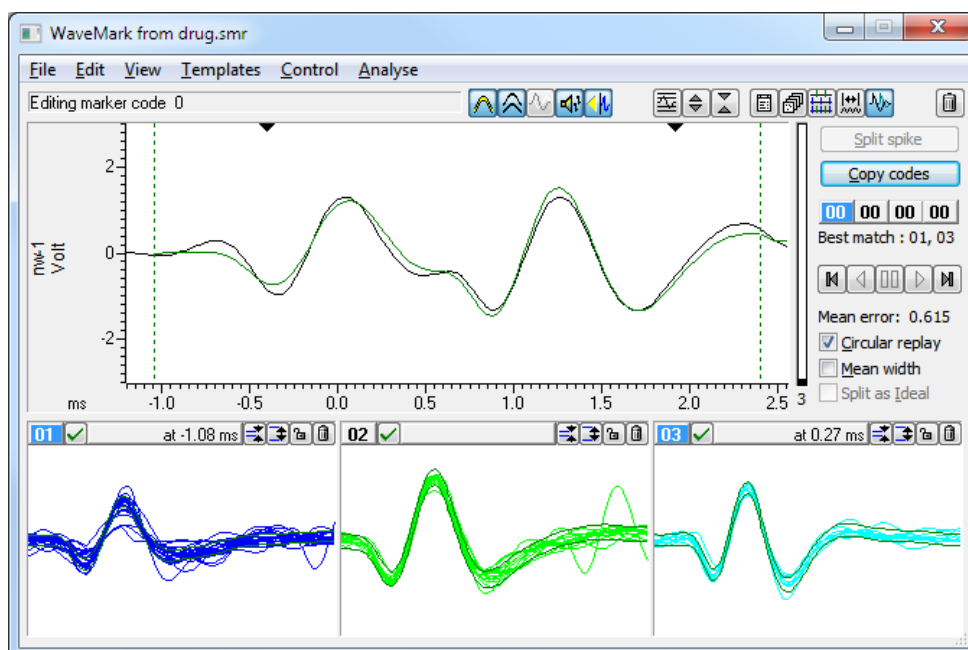 WaveMark from drug.smr
File Edit View Templates Control Analyse
Editing marker code 0
Split spike
Copy codes
00 00 00 00
Best match : 01, 03
Mean error: 0.615
Circular replay
Mean width
Split as Ideal
nw-1
Volt
2
0
-2
ms -1.0 -0.5 0.0 0.5 1.0 1.5 2.0 2.5 3
01 at -1.08 ms
02
03 at 0.27 ms